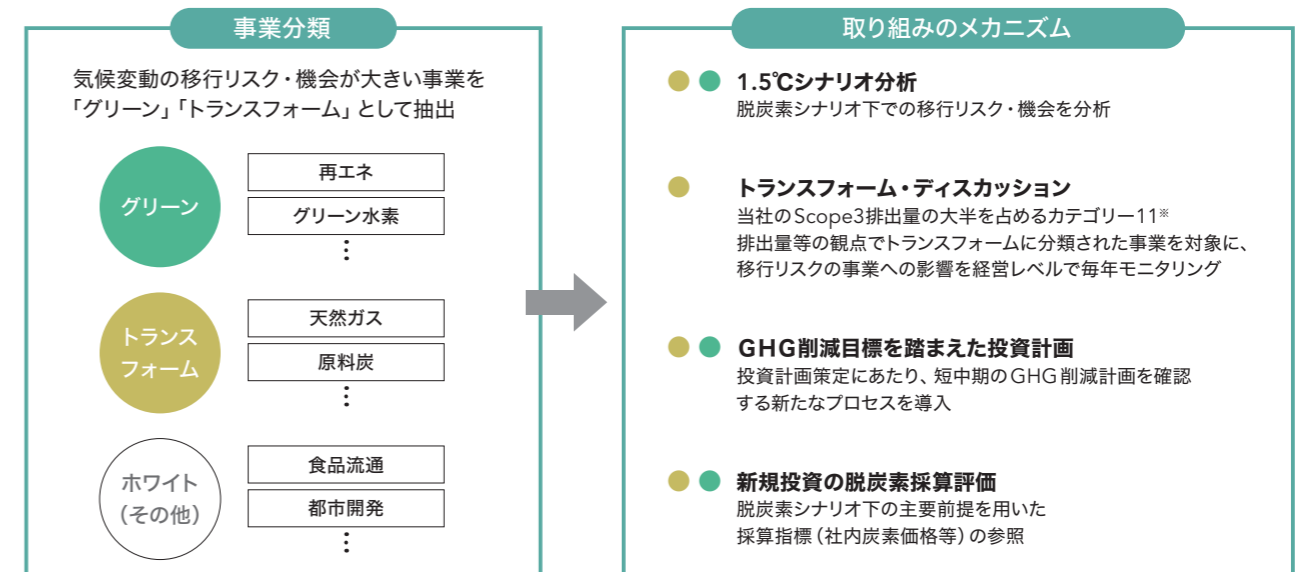 事業分類
気候変動の移行リスク・機会が大きい事業を
「グリーン」「トランスフォーム」として抽出
グリーン
再エネ
グリーン水素
⋮
トランス
フォーム
天然ガス
原料炭
⋮
ホワイト
（その他）
食品流通
都市開発
⋮
取り組みのメカニズム
1.5℃シナリオ分析
脱炭素シナリオ下での移行リスク・機会を分析
トランスフォーム・ディスカッション
当社のScope3排出量の大半を占めるカテゴリー11※
排出量等の観点でトランスフォームに分類された事業を対象に、
移行リスクの事業への影響を経営レベルで毎年モニタリング
GHG削減目標を踏まえた投資計画
投資計画策定にあたり、短中期のGHG削減計画を確認
する新たなプロセスを導入
新規投資の脱炭素採算評価
脱炭素シナリオ下の主要前提を用いた
採算指標（社内炭素価格等）の参照